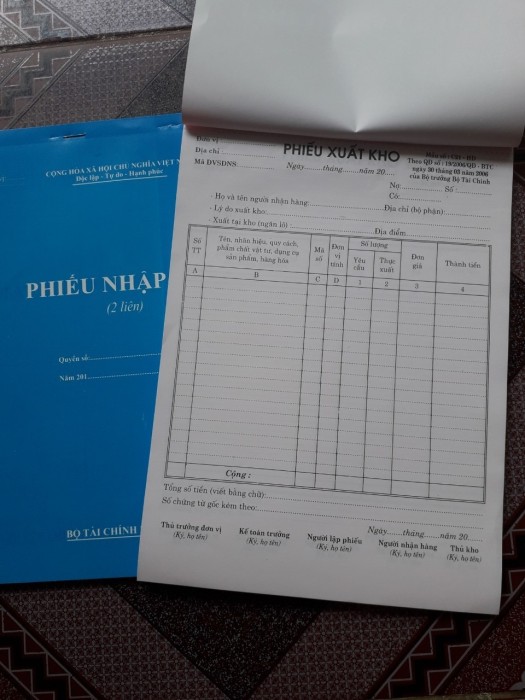 CỘNG HÒA XÃ HỘI CHỦ NGHĨA VIỆT N
Độc lập - Tự do - Hạnh phúc
PHIẾU NHẬP
(2 liên)
Quyển số:
Năm 201
BỘ TÀI CHÍNH
Đơn vị
Địa chỉ
Mã DVSDNS:
PHIẾU XUẤT KHO
Ngày.......tháng.......năm 20....
Theo QĐ số : 19/2006/QĐ - BTC
ngày 30 tháng 03 năm 2006
của Bộ trưởng Bộ Tài Chính
Nợ: Số :
Có:
- Họ và tên người nhận hàng: Địa chỉ (bộ phận):
- Lý do xuất kho:
- Xuất tại kho (ngăn lô) : Địa điểm
Số TT
Tên, nhãn hiệu, quy cách, phẩm chất vật tư, dụng cụ sản phẩm, hàng hóa
Mã số
Đơn vị tính
Số lượng
Yêu cầu
Thực xuất
Đơn giá
Thành tiền
A B C D 1 2 3 4
Cộng :
Tổng số tiền (viết bằng chữ):
Số chứng từ gốc kèm theo:
Ngày.......tháng.......năm 20....
Thủ trưởng đơn vị Kế toán trưởng Người lập phiếu Người nhận hàng Thủ kho
(Ký, họ tên) (Ký, họ tên) (Ký, họ tên) (Ký, họ tên) (Ký, họ tên)